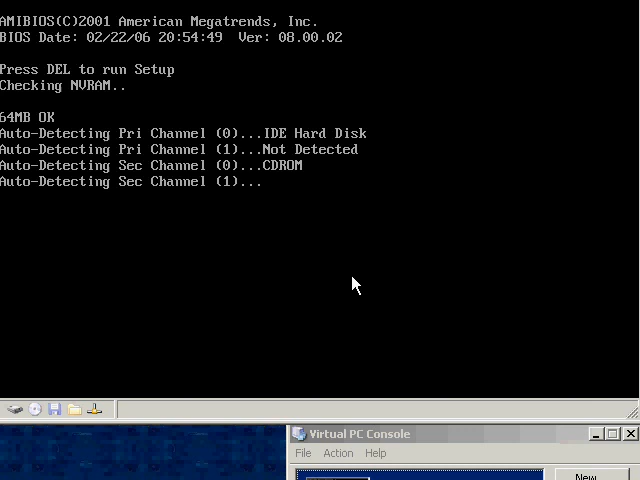 AMIBIOS(C)2001 American Megatrends, Inc.
BIOS Date: 02/22/06 20:54:49 Ver: 08.00.02
Press DEL to run Setup
Checking NVRAM..
64MB OK
Auto-Detecting Pri Channel (0)...IDE Hard Disk
Auto-Detecting Pri Channel (1)...Not Detected
Auto-Detecting Sec Channel (0)...CDROM
Auto-Detecting Sec Channel (1)...
Virtual PC Console
File Action Help
New